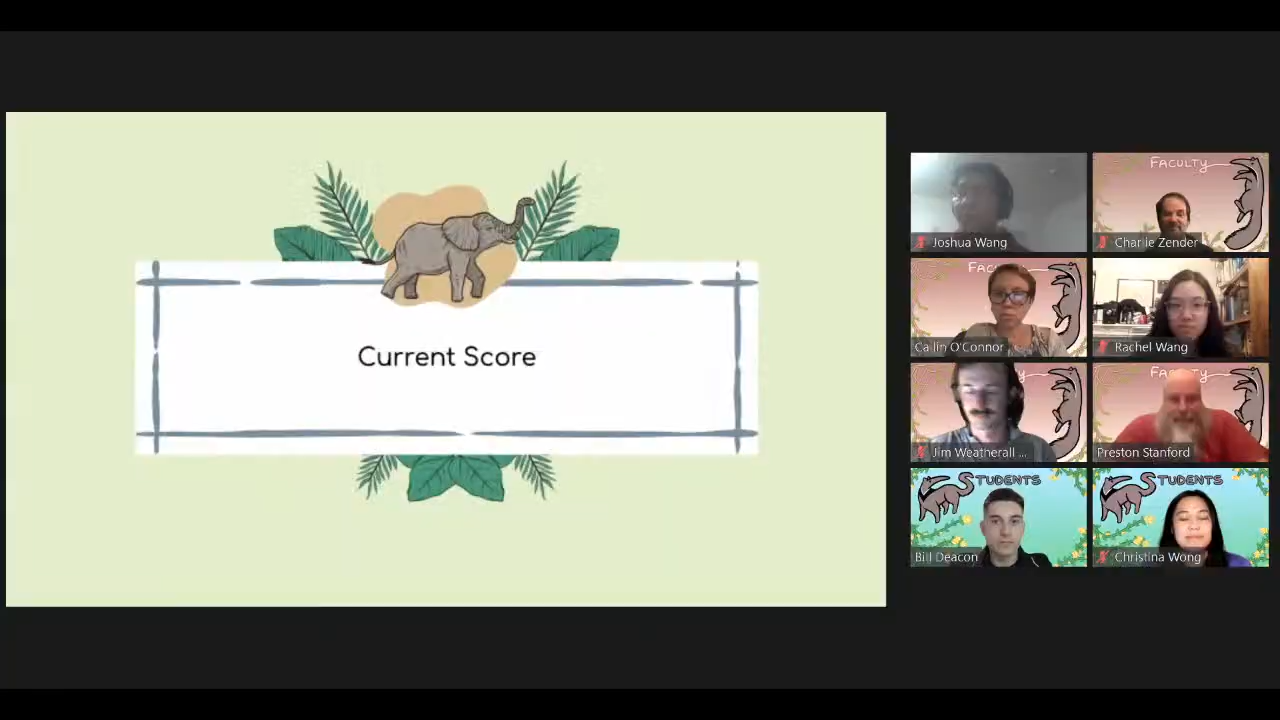 Current Score
FACULTY
Joshua Wang
Charlie Zender
Cailin O'Connor
Rachel Wang
Jim Weatherall ...
Preston Stanford
STUDENTS
STUDENTS
Bill Deacon
Christina Wong